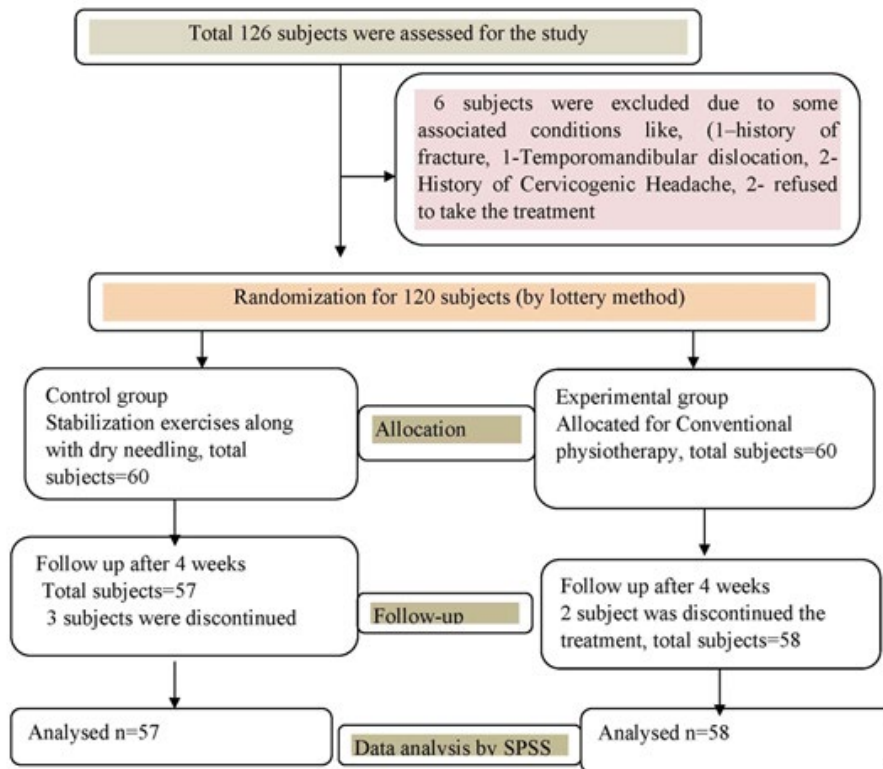 Total 126 subjects were assessed for the study
6 subjects were excluded due to some
associated conditions like, (1–history of
fracture, 1-Temporomandibular dislocation, 2-
History of Cervicogenic Headache, 2- refused
to take the treatment
Randomization for 120 subjects (by lottery method)
Control group
Stabilization exercises along
with dry needling, total
subjects=60
Allocation
Experimental group
Allocated for Conventional
physiotherapy, total subjects=60
Follow up after 4 weeks
Total subjects=57
3 subjects were discontinued
Follow-up
Follow up after 4 weeks
2 subject was discontinued the
treatment, total subjects=58
Analysed n=57
Data analysis by SPSS
Analysed n=58